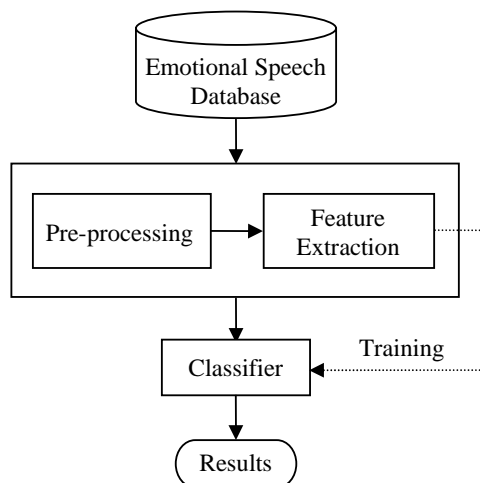 Emotional Speech
Database
Pre-processing
Feature
Extraction
Training
Classifier
Results